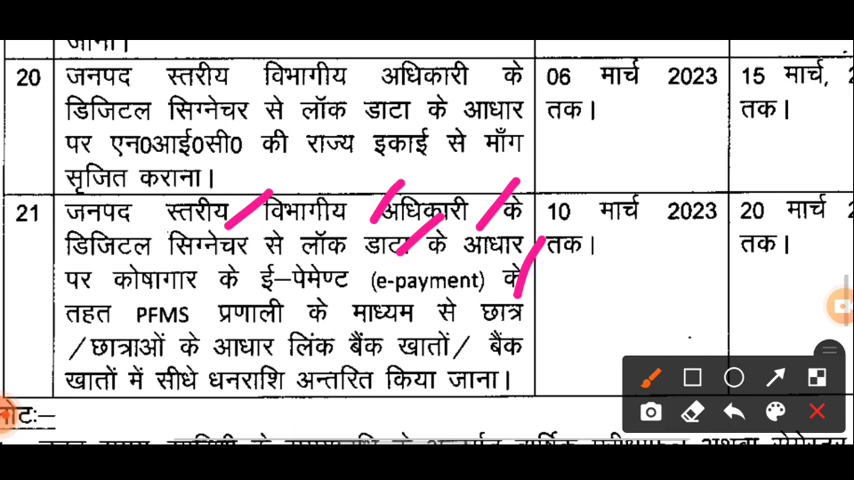 जाना।
20 जनपद स्तरीय विभागीय अधिकारी के 06 मार्च 2023 15 मार्च, 2
डिजिटल सिग्नेचर से लॉक डाटा के आधार तक। तक।
पर एन0आई0सी0 की राज्य इकाई से माँग
सृजित कराना।
21 जनपद स्तरीय विभागीय अधिकारी के 10 मार्च 2023 20 मार्च 2
डिजिटल सिग्नेचर से लॉक डाटा के आधार तक। तक।
पर कोषागार के ई–पेमेण्ट (e-payment) के
तहत PFMS प्रणाली के माध्यम से छात्र
/छात्राओं के आधार लिंक बैंक खातों/ बैंक
खातों में सीधे धनराशि अन्तरित किया जाना।
नोटः–